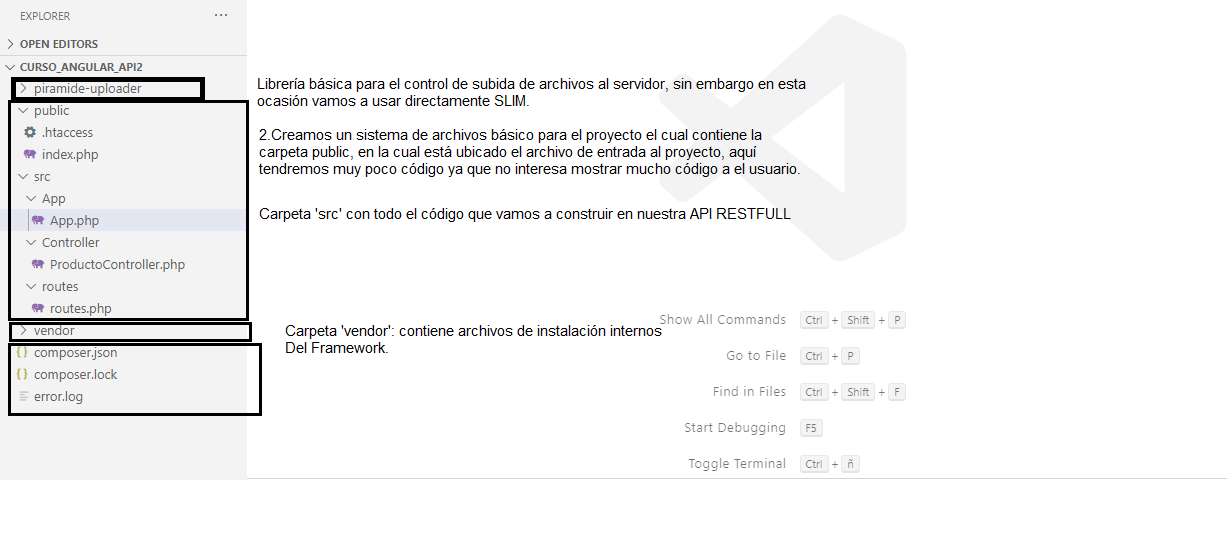 EXPLORER
···
OPEN EDITORS
CURSO_ANGULAR_API2
piramide-uploader
public
.htaccess
index.php
src
App
App.php
Controller
ProductoController.php
routes
routes.php
vendor
{} composer.json
{} composer.lock
error.log
Librería básica para el control de subida de archivos al servidor, sin embargo en esta
ocasión vamos a usar directamente SLIM.
2.Creamos un sistema de archivos básico para el proyecto el cual contiene la
carpeta public, en la cual está ubicado el archivo de entrada al proyecto, aquí
tendremos muy poco código ya que no interesa mostrar mucho código a el usuario.
Carpeta 'src' con todo el código que vamos a construir en nuestra API RESTFULL
Carpeta 'vendor': contiene archivos de instalación internos
Del Framework.
Show All Commands Ctrl + Shift + P
Go to File Ctrl + P
Find in Files Ctrl + Shift + F
Start Debugging F5
Toggle Terminal Ctrl + ñ